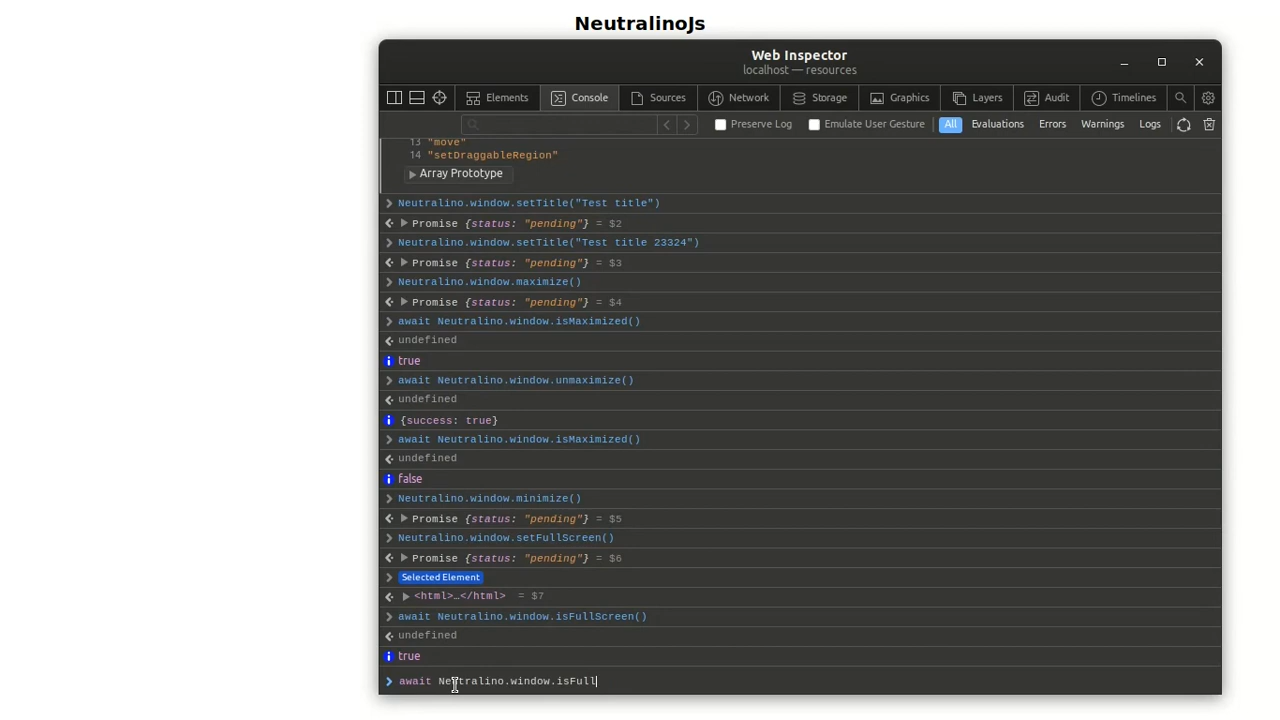 NeutralinoJs
Web Inspector
localhost — resources
Elements Console Sources Network Storage Graphics Layers Audit Timelines
Preserve Log Emulate User Gesture All Evaluations Errors Warnings Logs
13 "move"
14 "setDraggableRegion"
Array Prototype
Neutralino.window.setTitle("Test title")
Promise {status: "pending"} = $2
Neutralino.window.setTitle("Test title 23324")
Promise {status: "pending"} = $3
Neutralino.window.maximize()
Promise {status: "pending"} = $4
await Neutralino.window.isMaximized()
undefined
true
await Neutralino.window.unmaximize()
undefined
{success: true}
await Neutralino.window.isMaximized()
undefined
false
Neutralino.window.minimize()
Promise {status: "pending"} = $5
Neutralino.window.setFullScreen()
Promise {status: "pending"} = $6
Selected Element
<html>…</html> = $7
await Neutralino.window.isFullScreen()
undefined
true
await Neutralino.window.isFull